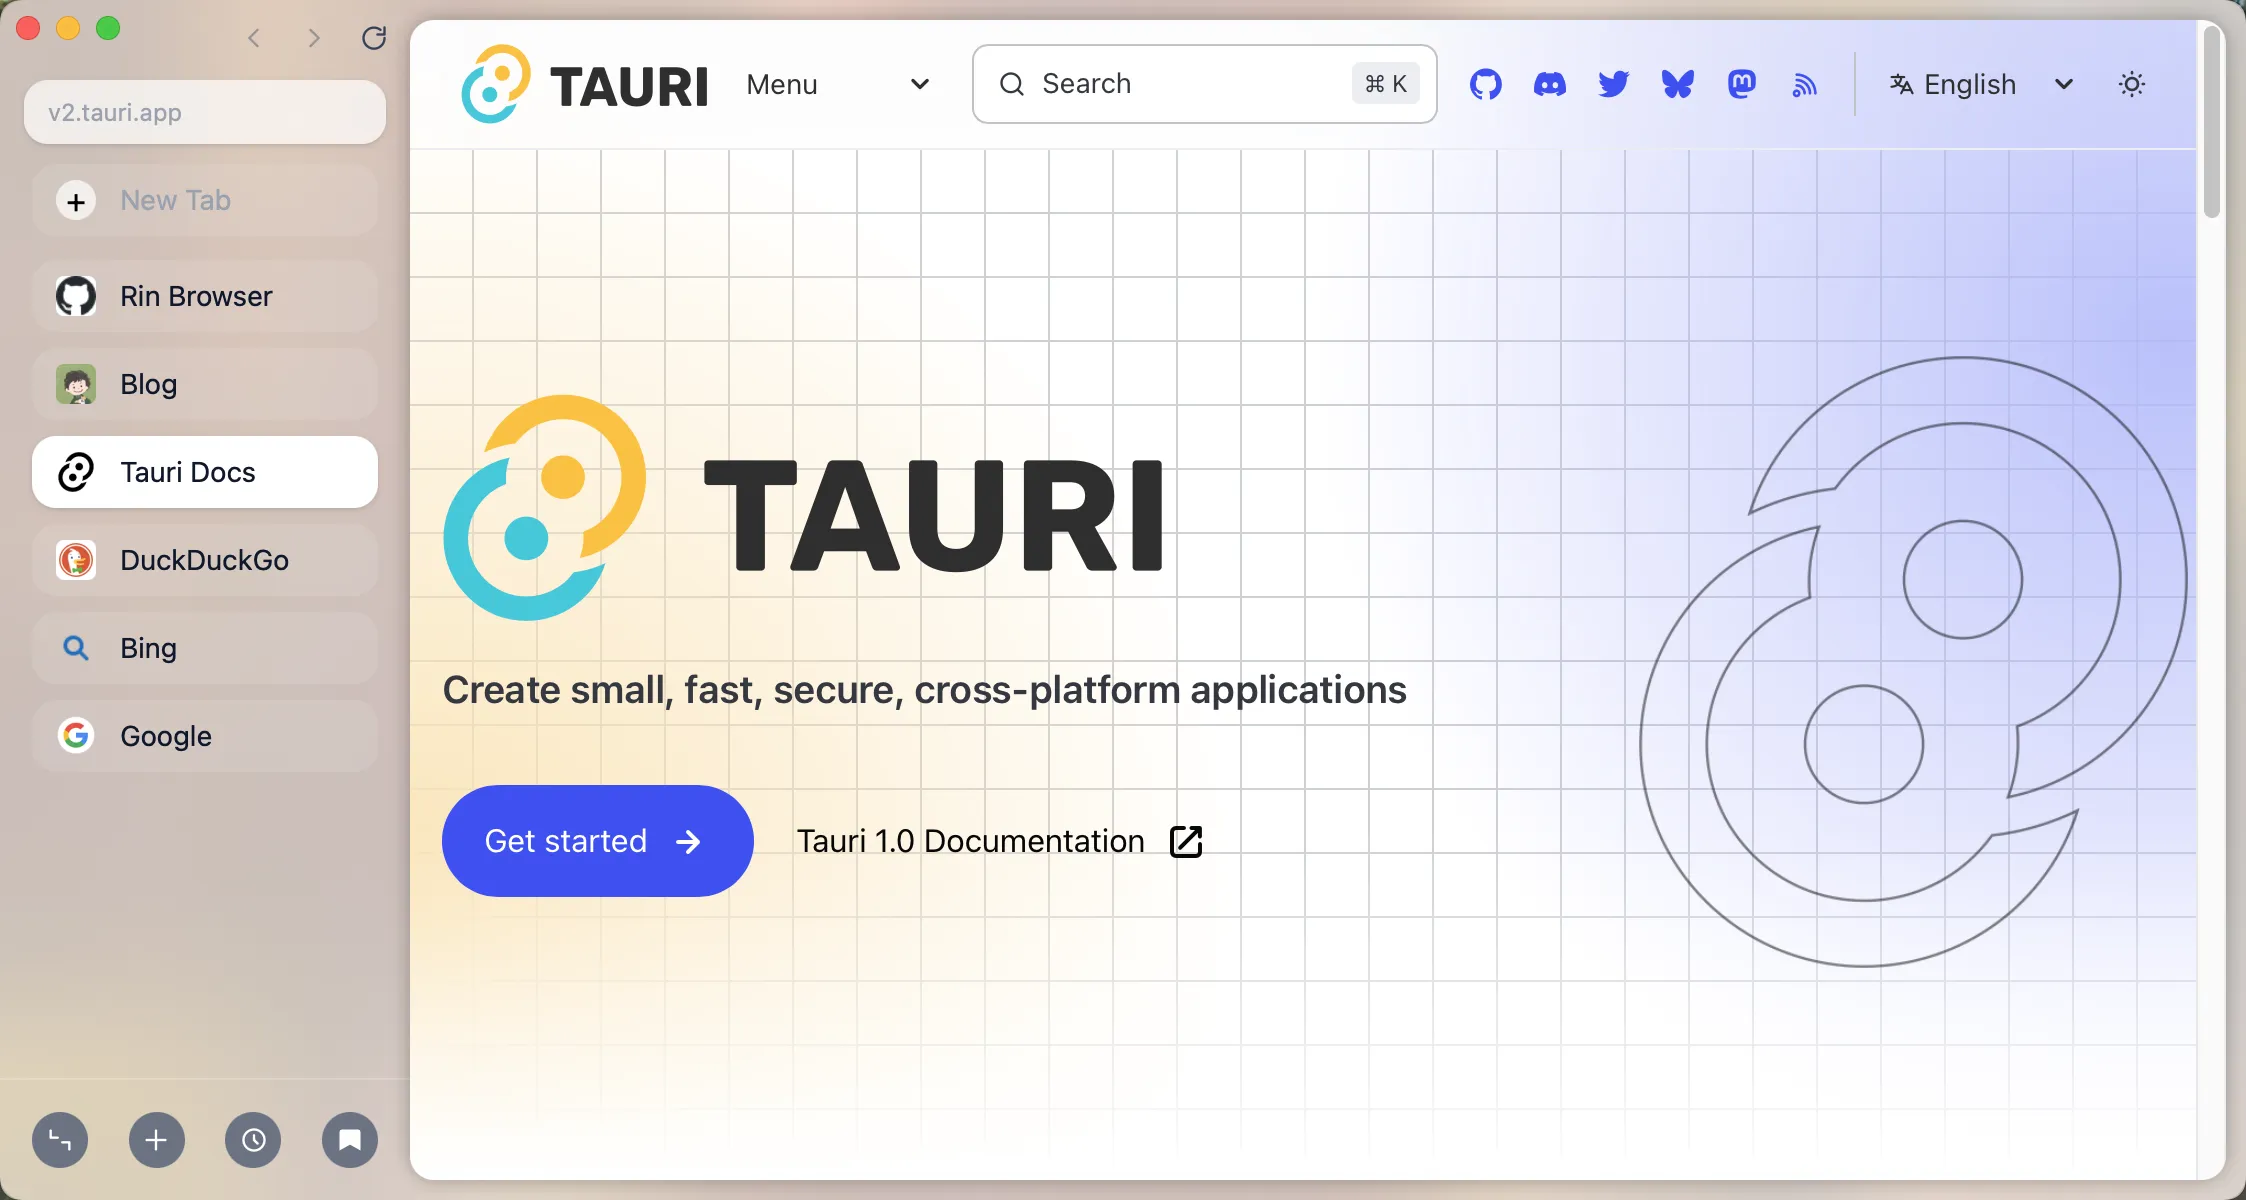 v2.tauri.app
New Tab
Rin Browser
Blog
Tauri Docs
DuckDuckGo
Bing
Google
TAURI Menu Search ⌘ K English
TAURI
Create small, fast, secure, cross-platform applications
Get started Tauri 1.0 Documentation